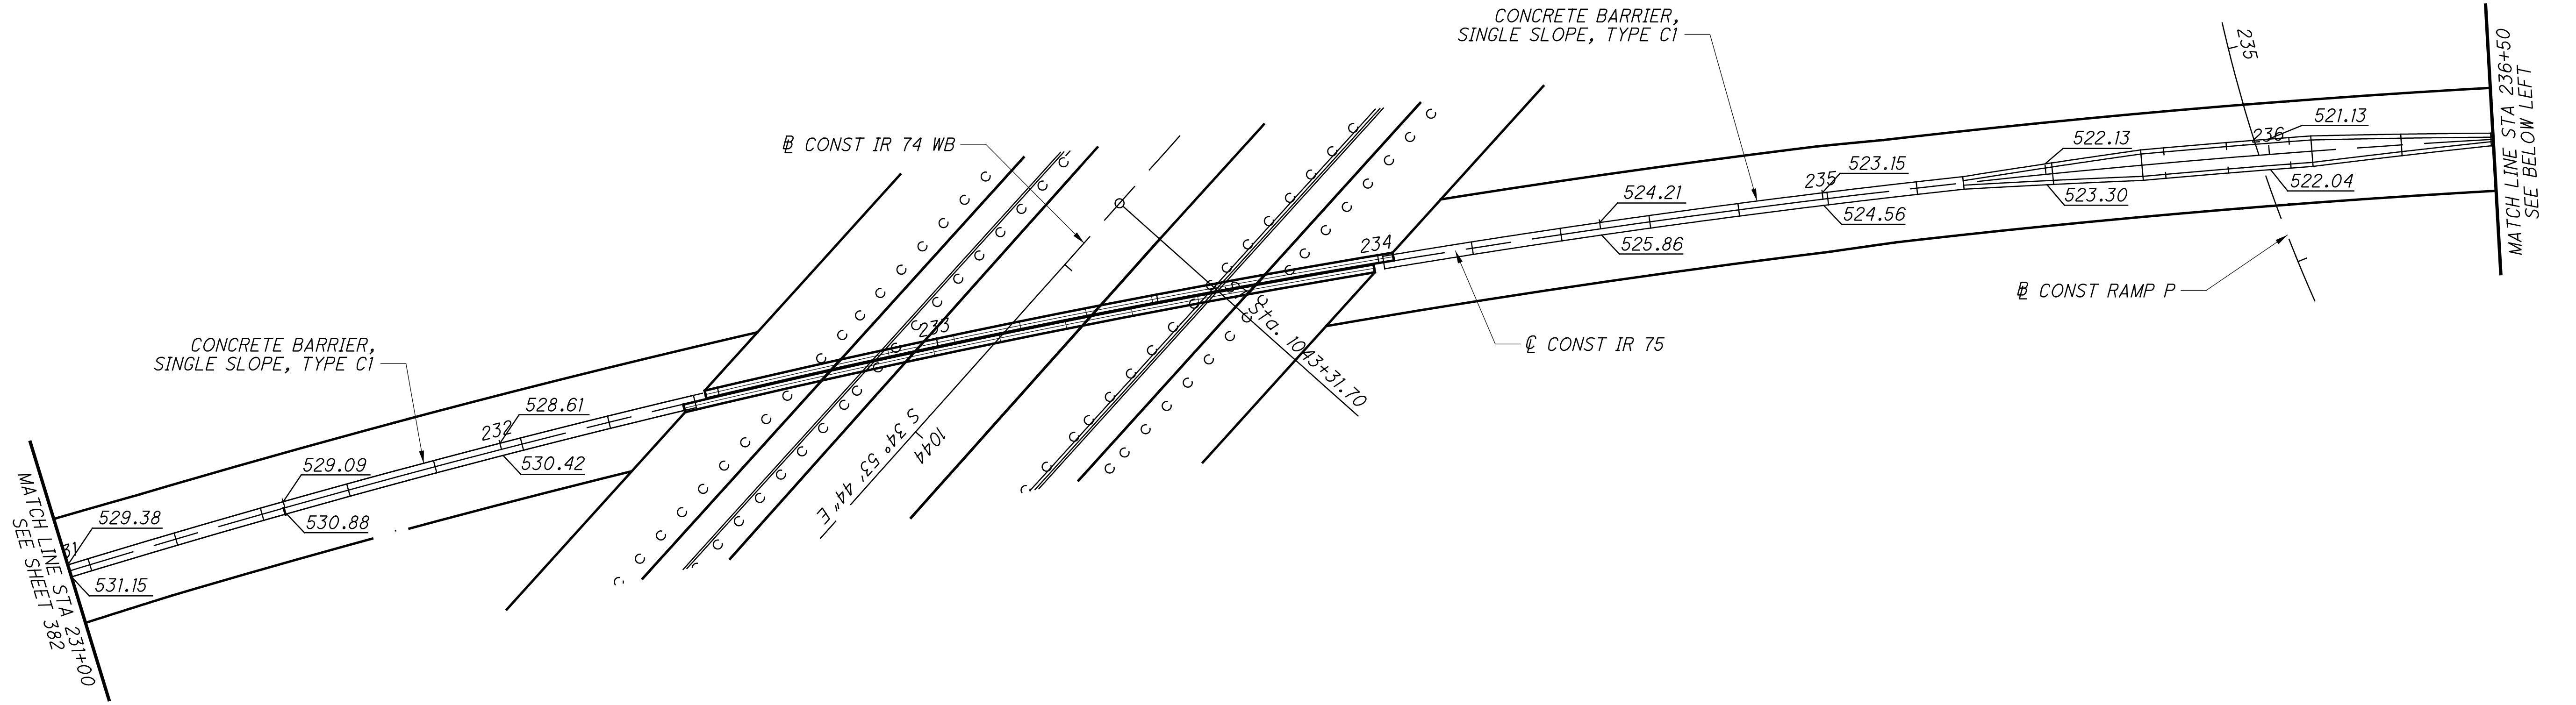 CONCRETE BARRIER,
SINGLE SLOPE, TYPE C1
235
MATCH LINE STA 236+50
SEE BELOW LEFT
521.13
236
522.13
℄ CONST IR 75
523.15
235
524.21
522.04
523.30
524.56
525.86
234
B̲L CONST IR 74 WB
B̲L CONST RAMP P
Sta. 1043+31.70
233
CONCRETE BARRIER,
SINGLE SLOPE, TYPE C1
S 34° 53' 44" E
1044
528.61
232
530.42
529.09
530.88
529.38
31
531.15
MATCH LINE STA 231+00
SEE SHEET 382
C C C C C C C C C C C C C C C C C C